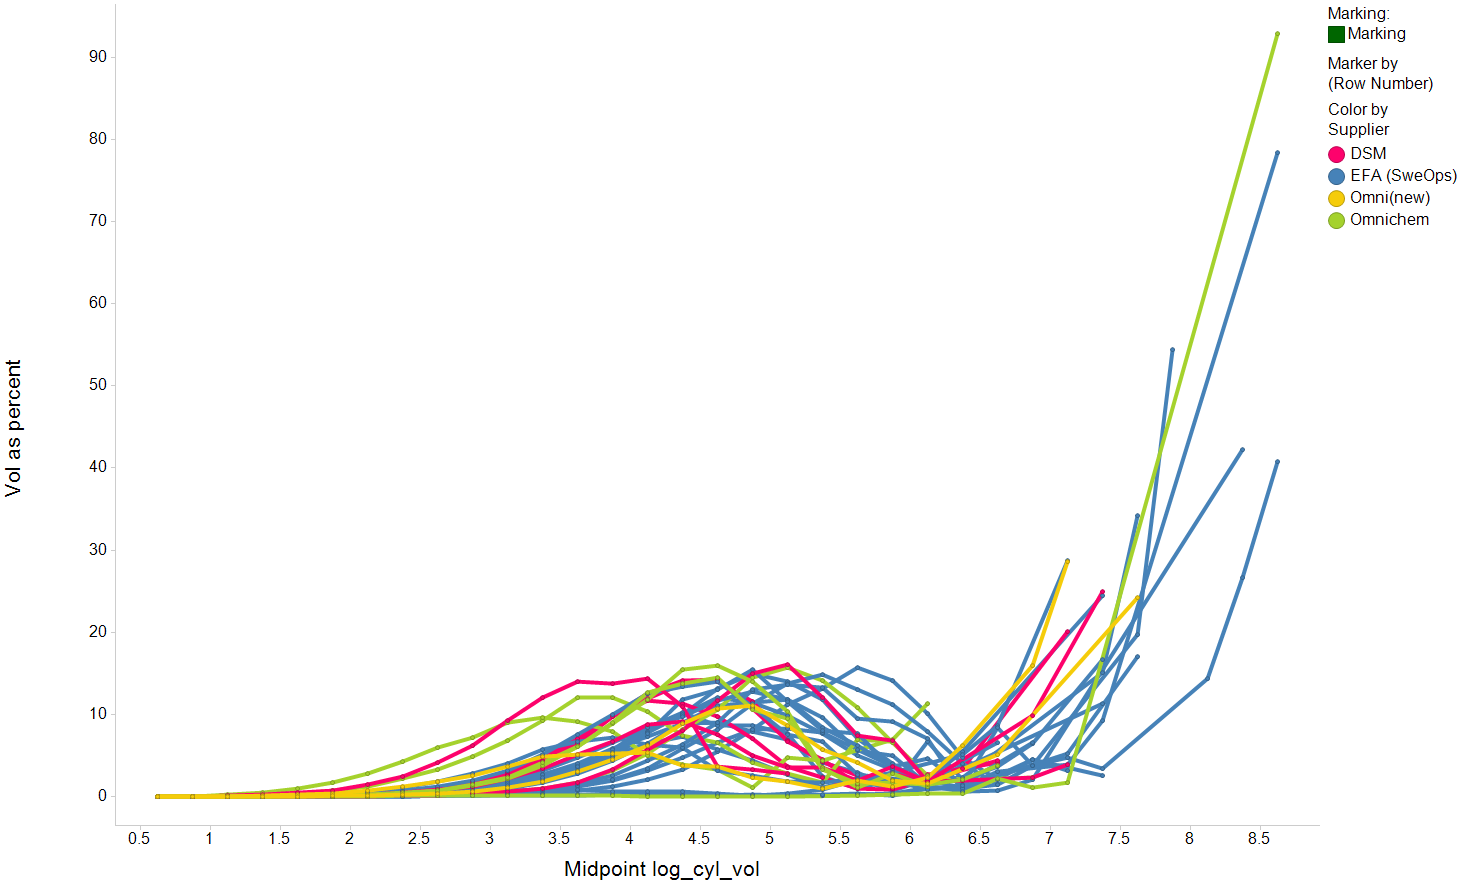 Marking:
Marking
Marker by
(Row Number)
Color by
Supplier
DSM
EFA (SweOps)
Omni(new)
Omnichem
Vol as percent
90
80
70
60
50
40
30
20
10
0
0.5 1 1.5 2 2.5 3 3.5 4 4.5 5 5.5 6 6.5 7 7.5 8 8.5
Midpoint log_cyl_vol